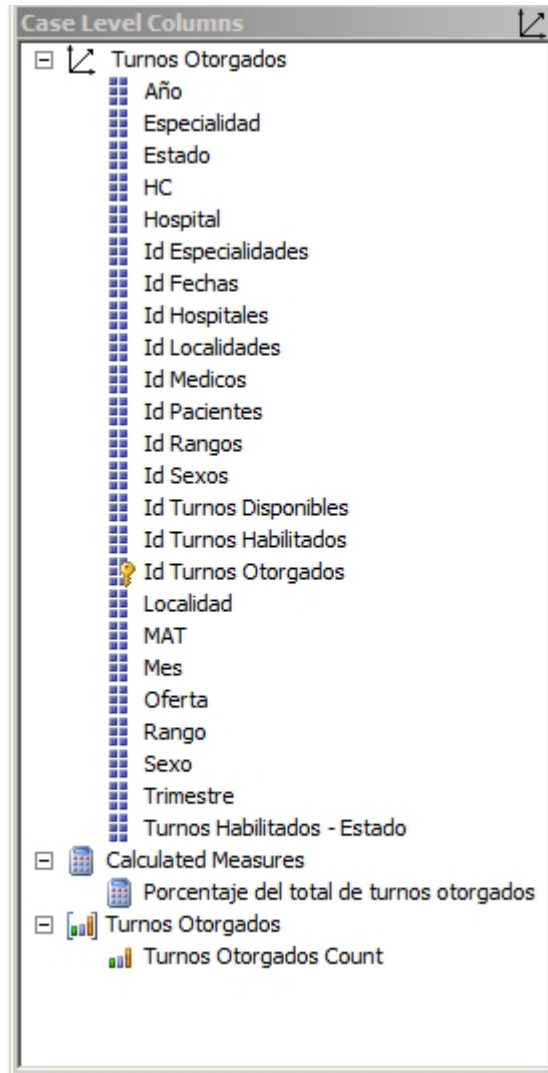 Case Level Columns
Turnos Otorgados
Año
Especialidad
Estado
HC
Hospital
Id Especialidades
Id Fechas
Id Hospitales
Id Localidades
Id Medicos
Id Pacientes
Id Rangos
Id Sexos
Id Turnos Disponibles
Id Turnos Habilitados
Id Turnos Otorgados
Localidad
MAT
Mes
Oferta
Rango
Sexo
Trimestre
Turnos Habilitados - Estado
Calculated Measures
Porcentaje del total de turnos otorgados
Turnos Otorgados
Turnos Otorgados Count